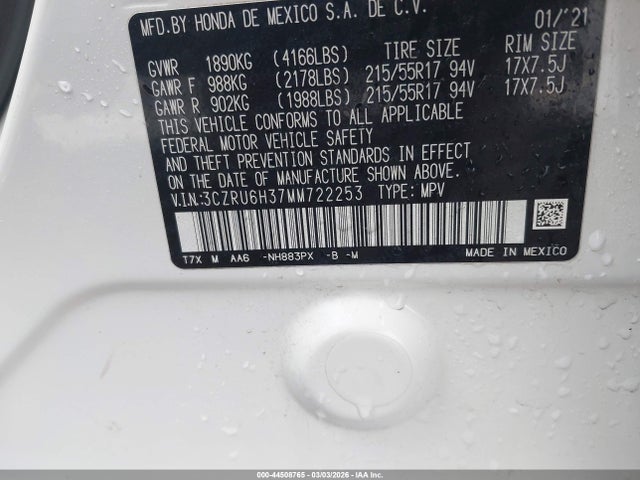 MFD.BY HONDA DE MEXICO S.A. DE C.V. 01/'21
GVWR 1890KG (4166LBS) TIRE SIZE RIM SIZE
GAWR F 988KG (2178LBS) 215/55R17 94V 17X7.5J
GAWR R 902KG (1988LBS) 215/55R17 94V 17X7.5J
THIS VEHICLE CONFORMS TO ALL APPLICABLE
FEDERAL MOTOR VEHICLE SAFETY
AND THEFT PREVENTION STANDARDS IN EFFECT
ON THE DATE OF MANUFACTURE SHOWN ABOVE.
V.I.N:3CZRU6H37MM722253 TYPE: MPV
T7X M AA6 -NH883PX -B -M MADE IN MEXICO
000-44508765 - 03/03/2026 - IAA Inc.